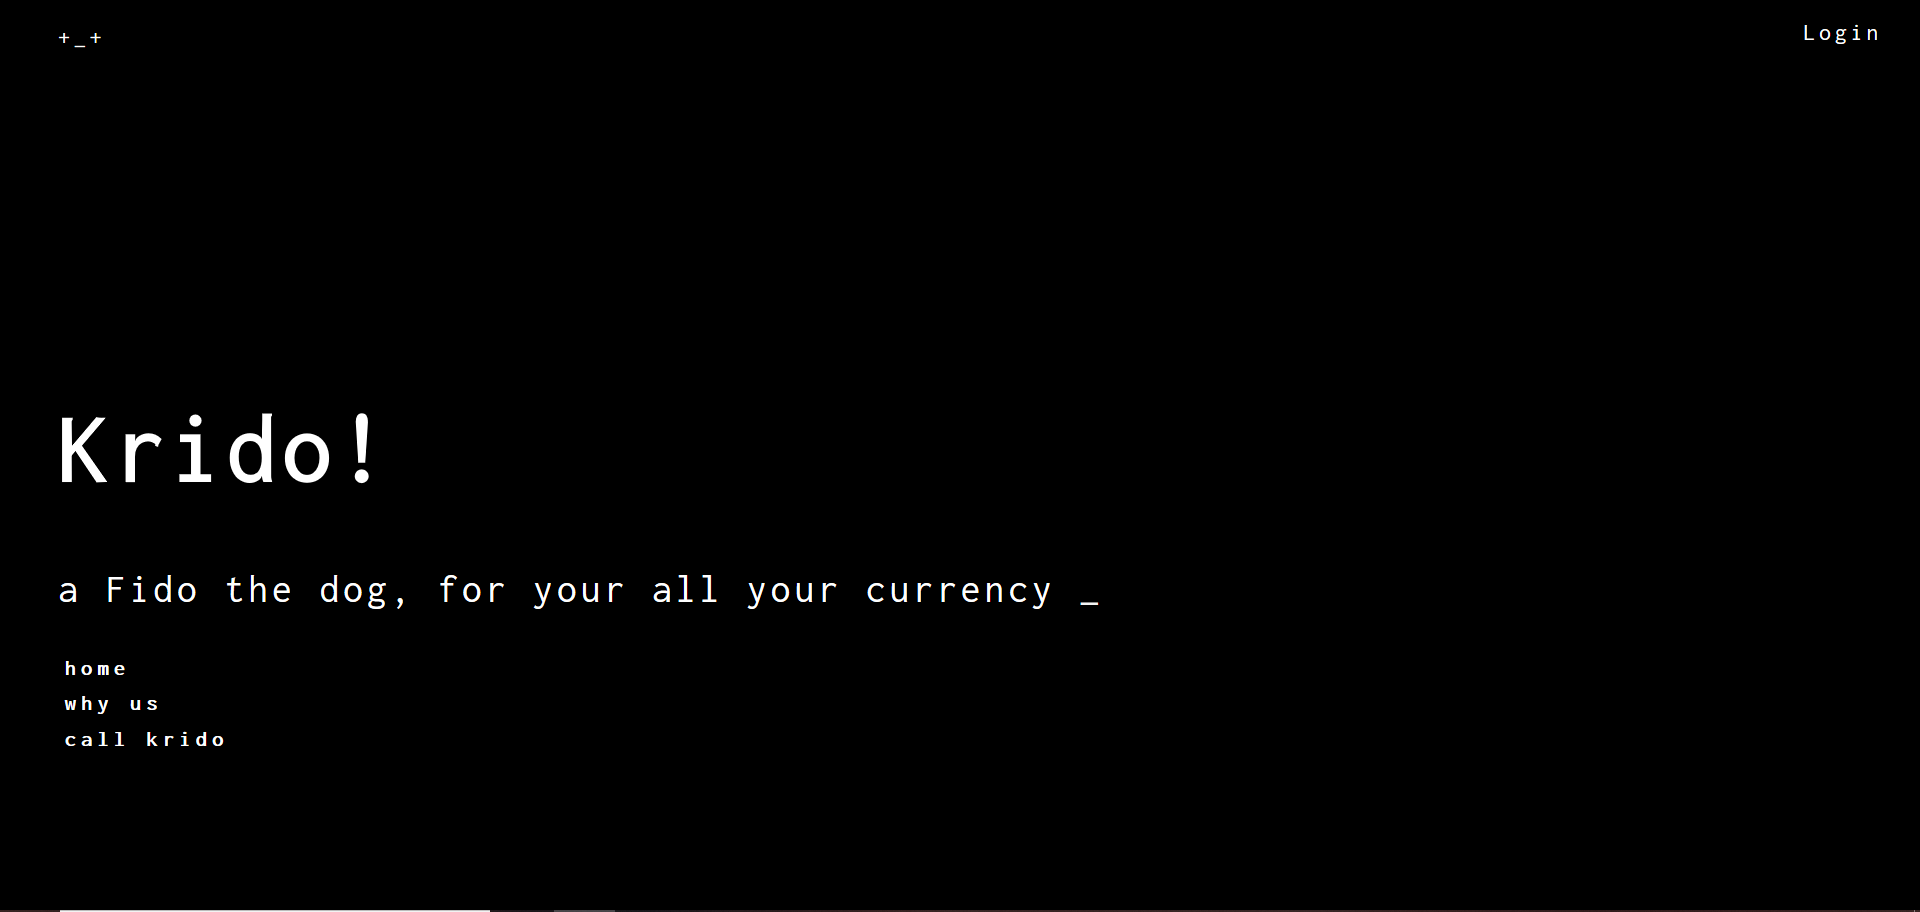 +_+
Login
Krido!
a Fido the dog, for your all your currency _
home
why us
call krido